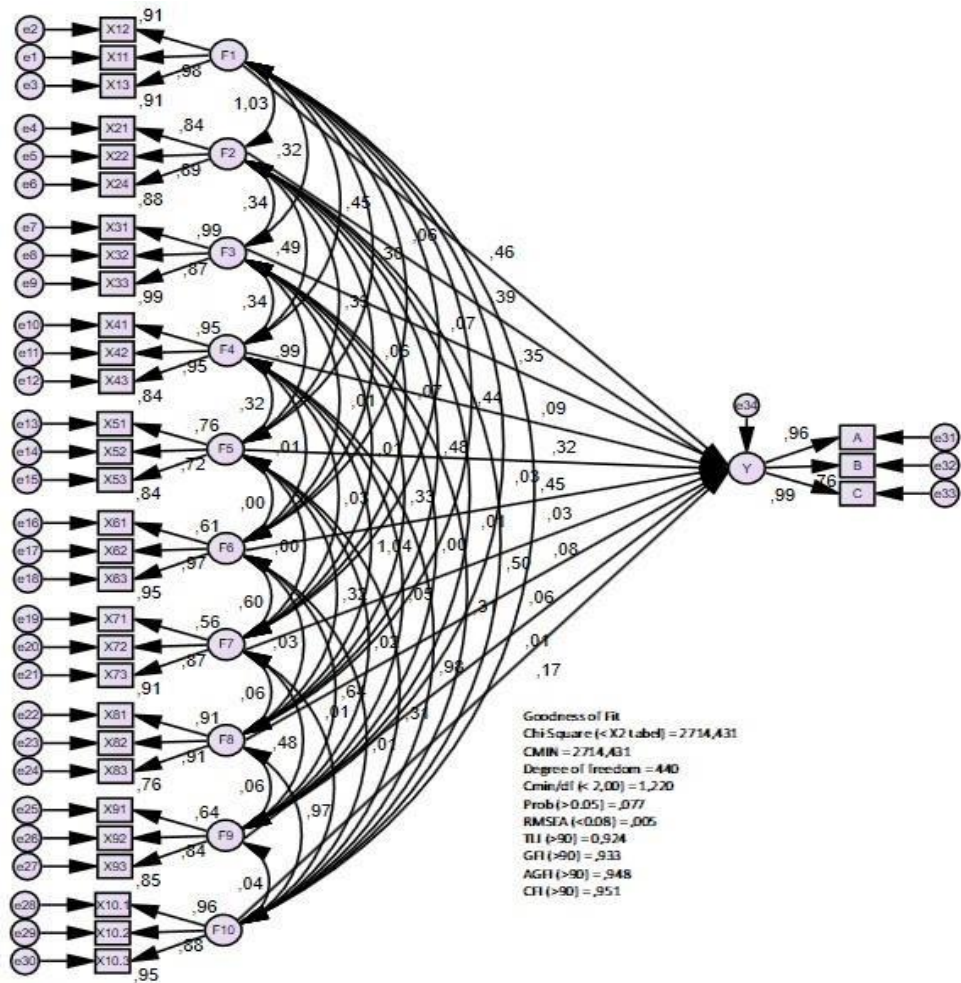 ,91
e2 X12
e1 X11 F1
,98
e3 X13
,91
1,03
e4 X21 ,84
e5 X22 F2 ,32
,89
e6 X24
,88
,34 ,45 ,06 ,46
e7 X31 ,99 ,49 ,36
e8 X32 F3
e9 X33 ,87
,99 ,34 ,33 ,39
e10 X41 ,95 ,07
e11 X42 F4 ,99 ,06 ,35
e12 X43 ,95
,84 ,32 ,01 ,07 ,44 ,09
e13 X51 ,76 e34
e14 X52 F5 ,01 ,01 ,48 ,32 ,96 A e31
e15 X53 ,72 Y B e32
,84 ,03 ,45 ,76
,99 C e33
,00 ,03 ,33 ,01 ,03
e16 X61 ,61
e17 X62 F6 ,00 1,04 ,00 ,08
e18 X63 ,97 ,50
,95 ,60 ,32 ,05 ,3 ,06
e19 X71 ,56
e20 X72 F7 ,03 ,02 ,01
e21 X73 ,87 ,98 ,17
,91 ,06 ,64
e22 X81 ,91 ,01 ,31
e23 X82 F8 ,48 ,01
e24 X83 ,91
,76 ,06
e25 X91 ,64 ,97
e26 X92 F9
e27 X93 ,84
,85 ,04
e28 X10.1 ,96
e29 X10.2 F10
e30 X10.3 ,88
,95
Goodness of Fit
Chi-Square (< X2 tabel) = 2714,431
CMIN = 2714,431
Degree of freedom = 440
Cmin/df (< 2,00) = 1,220
Prob (>0.05) = ,077
RMSEA (<0.08) = ,005
TLI (>90) = 0,924
GFI (>90) = ,933
AGFI (>90) = ,948
CFI (>90) = ,951